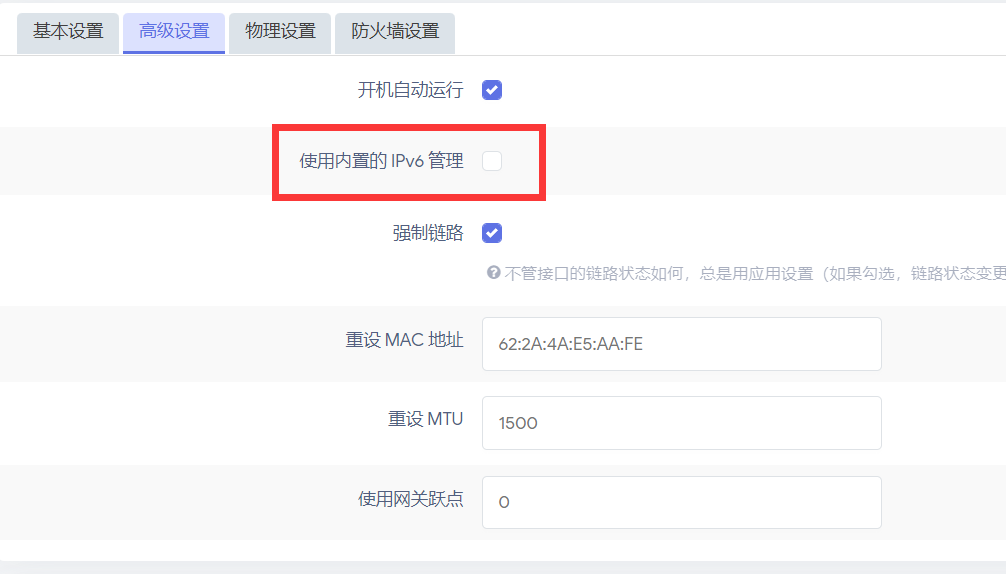 基本设置 高级设置 物理设置 防火墙设置
开机自动运行
使用内置的 IPv6 管理
强制链路
不管接口的链路状态如何，总是用应用设置（如果勾选，链路状态变更
重设 MAC 地址 62:2A:4A:E5:AA:FE
重设 MTU 1500
使用网关跃点 0